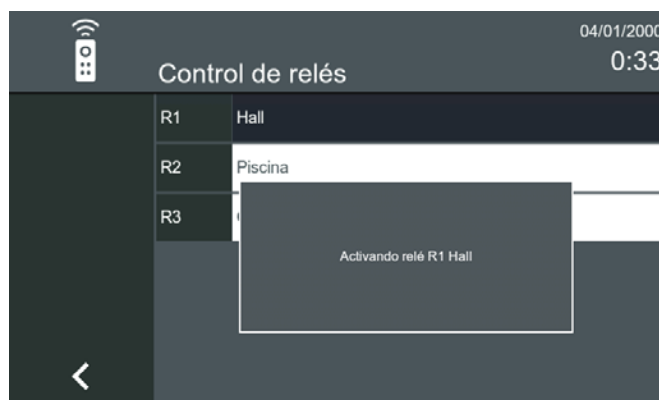 04/01/2000
0:33
Control de relés
R1 Hall
R2 Piscina
R3
Activando relé R1 Hall